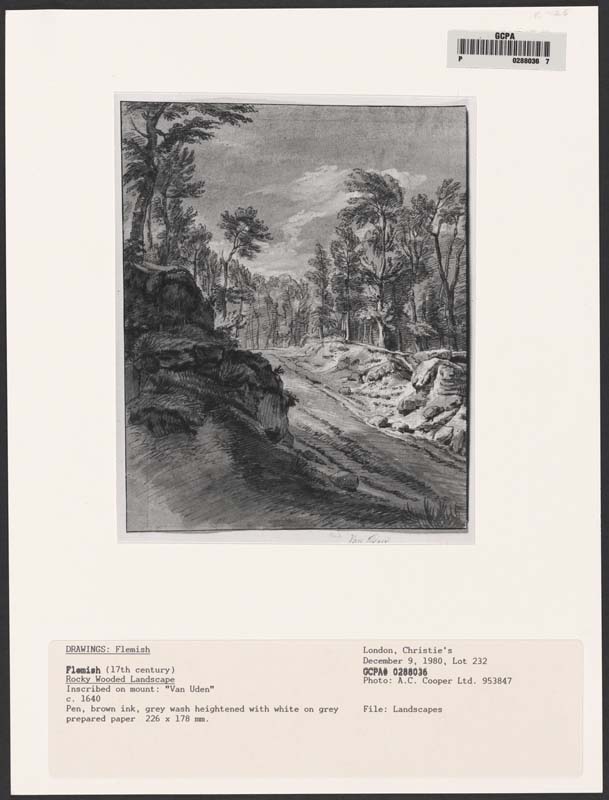 GCPA
P 0288036 7
Van Uden
DRAWINGS: Flemish
Flemish (17th century)
Rocky Wooded Landscape
Inscribed on mount: "Van Uden"
c. 1640
Pen, brown ink, grey wash heightened with white on grey
prepared paper 226 x 178 mm.
London, Christie's
December 9, 1980, Lot 232
GCPA# 0288036
Photo: A.C. Cooper Ltd. 953847
File: Landscapes